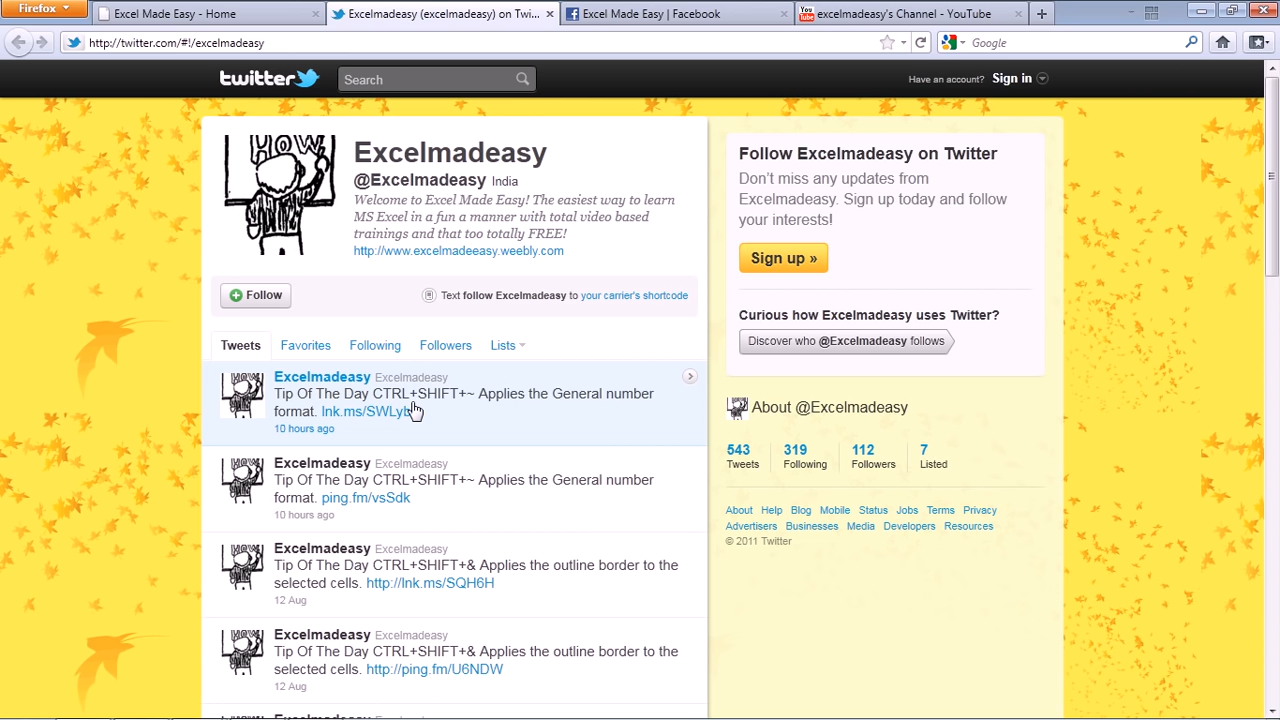 Firefox
Excel Made Easy - Home
Excelmadeasy (excelmadeasy) on Twi...
Excel Made Easy | Facebook
excelmadeasy's Channel - YouTube
http://twitter.com/#!/excelmadeasy
Google
twitter
Search
Have an account? Sign in
HOW
Excelmadeasy
@Excelmadeasy India
Welcome to Excel Made Easy! The easiest way to learn
MS Excel in a fun a manner with total video based
trainings and that too totally FREE!
http://www.excelmadeeasy.weebly.com
Follow
Text follow Excelmadeasy to your carrier's shortcode
Tweets
Favorites
Following
Followers
Lists
Excelmadeasy Excelmadeasy
Tip Of The Day CTRL+SHIFT+~ Applies the General number
format. lnk.ms/SWLyb
10 hours ago
Excelmadeasy Excelmadeasy
Tip Of The Day CTRL+SHIFT+~ Applies the General number
format. ping.fm/vsSdk
10 hours ago
Excelmadeasy Excelmadeasy
Tip Of The Day CTRL+SHIFT+& Applies the outline border to the
selected cells. http://lnk.ms/SQH6H
12 Aug
Excelmadeasy Excelmadeasy
Tip Of The Day CTRL+SHIFT+& Applies the outline border to the
selected cells. http://ping.fm/U6NDW
12 Aug
Excelmadeasy Excelmadeasy
Follow Excelmadeasy on Twitter
Don't miss any updates from
Excelmadeasy. Sign up today and follow
your interests!
Sign up »
Curious how Excelmadeasy uses Twitter?
Discover who @Excelmadeasy follows
About @Excelmadeasy
543 319 112 7
Tweets Following Followers Listed
About Help Blog Mobile Status Jobs Terms Privacy
Advertisers Businesses Media Developers Resources
© 2011 Twitter